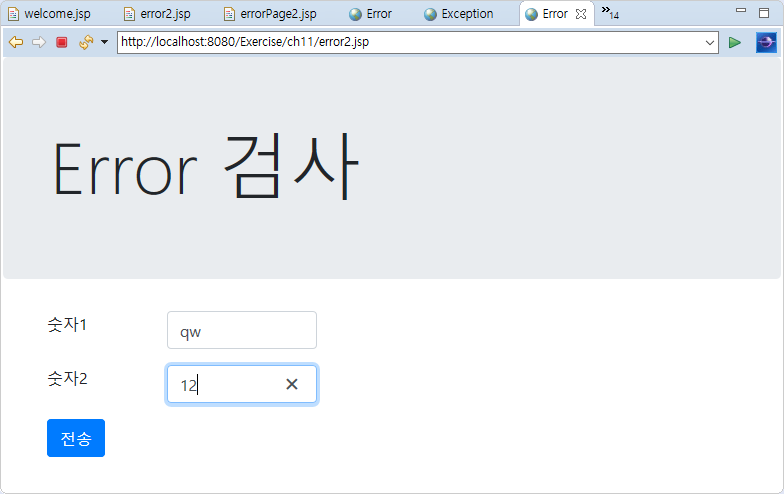 welcome.jsp error2.jsp errorPage2.jsp Error Exception Error »14
http://localhost:8080/Exercise/ch11/error2.jsp
Error 검사
숫자1 qw
숫자2 12
전송